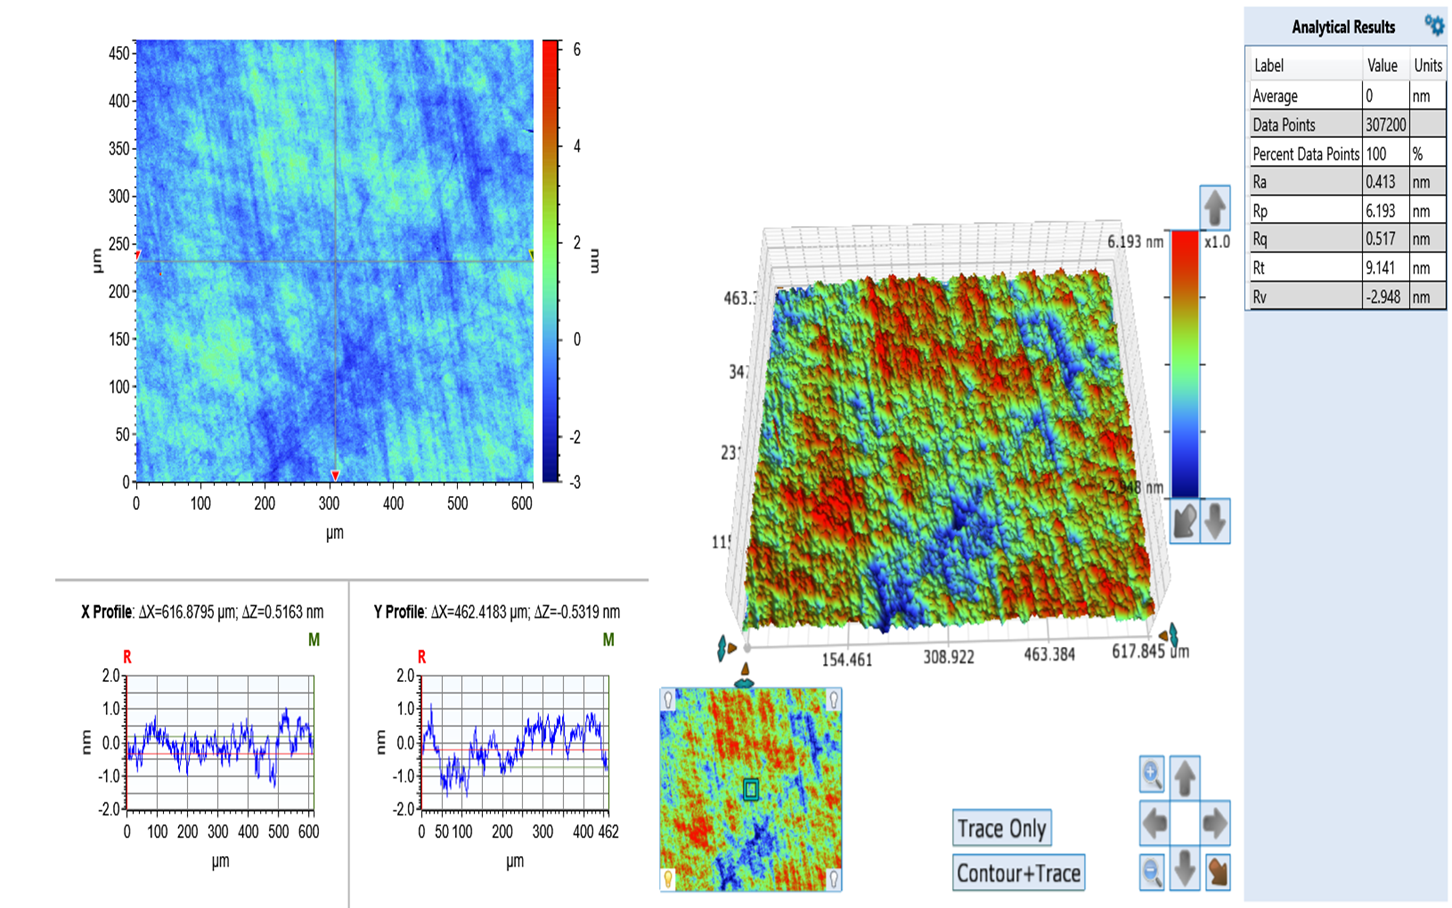 450
400
350
300
250
200
150
100
50
0
µm
0 100 200 300 400 500 600
µm
6
4
2
0
-2
-3
nm
X Profile: ΔX=616.8795 µm; ΔZ=0.5163 nm
M
R
2.0
1.0
0.0
-1.0
-2.0
nm
0 100 200 300 400 500 600
µm
Y Profile: ΔX=462.4183 µm; ΔZ=-0.5319 nm
M
R
2.0
1.0
0.0
-1.0
-2.0
nm
0 50 100 200 300 400 462
µm
6.193 nm x1.0
463.
347
23
11
-2.948 nm
154.461 308.922 463.384 617.845 um
Trace Only
Contour+Trace
Analytical Results
Label Value Units
Average 0 nm
Data Points 307200
Percent Data Points 100 %
Ra 0.413 nm
Rp 6.193 nm
Rq 0.517 nm
Rt 9.141 nm
Rv -2.948 nm